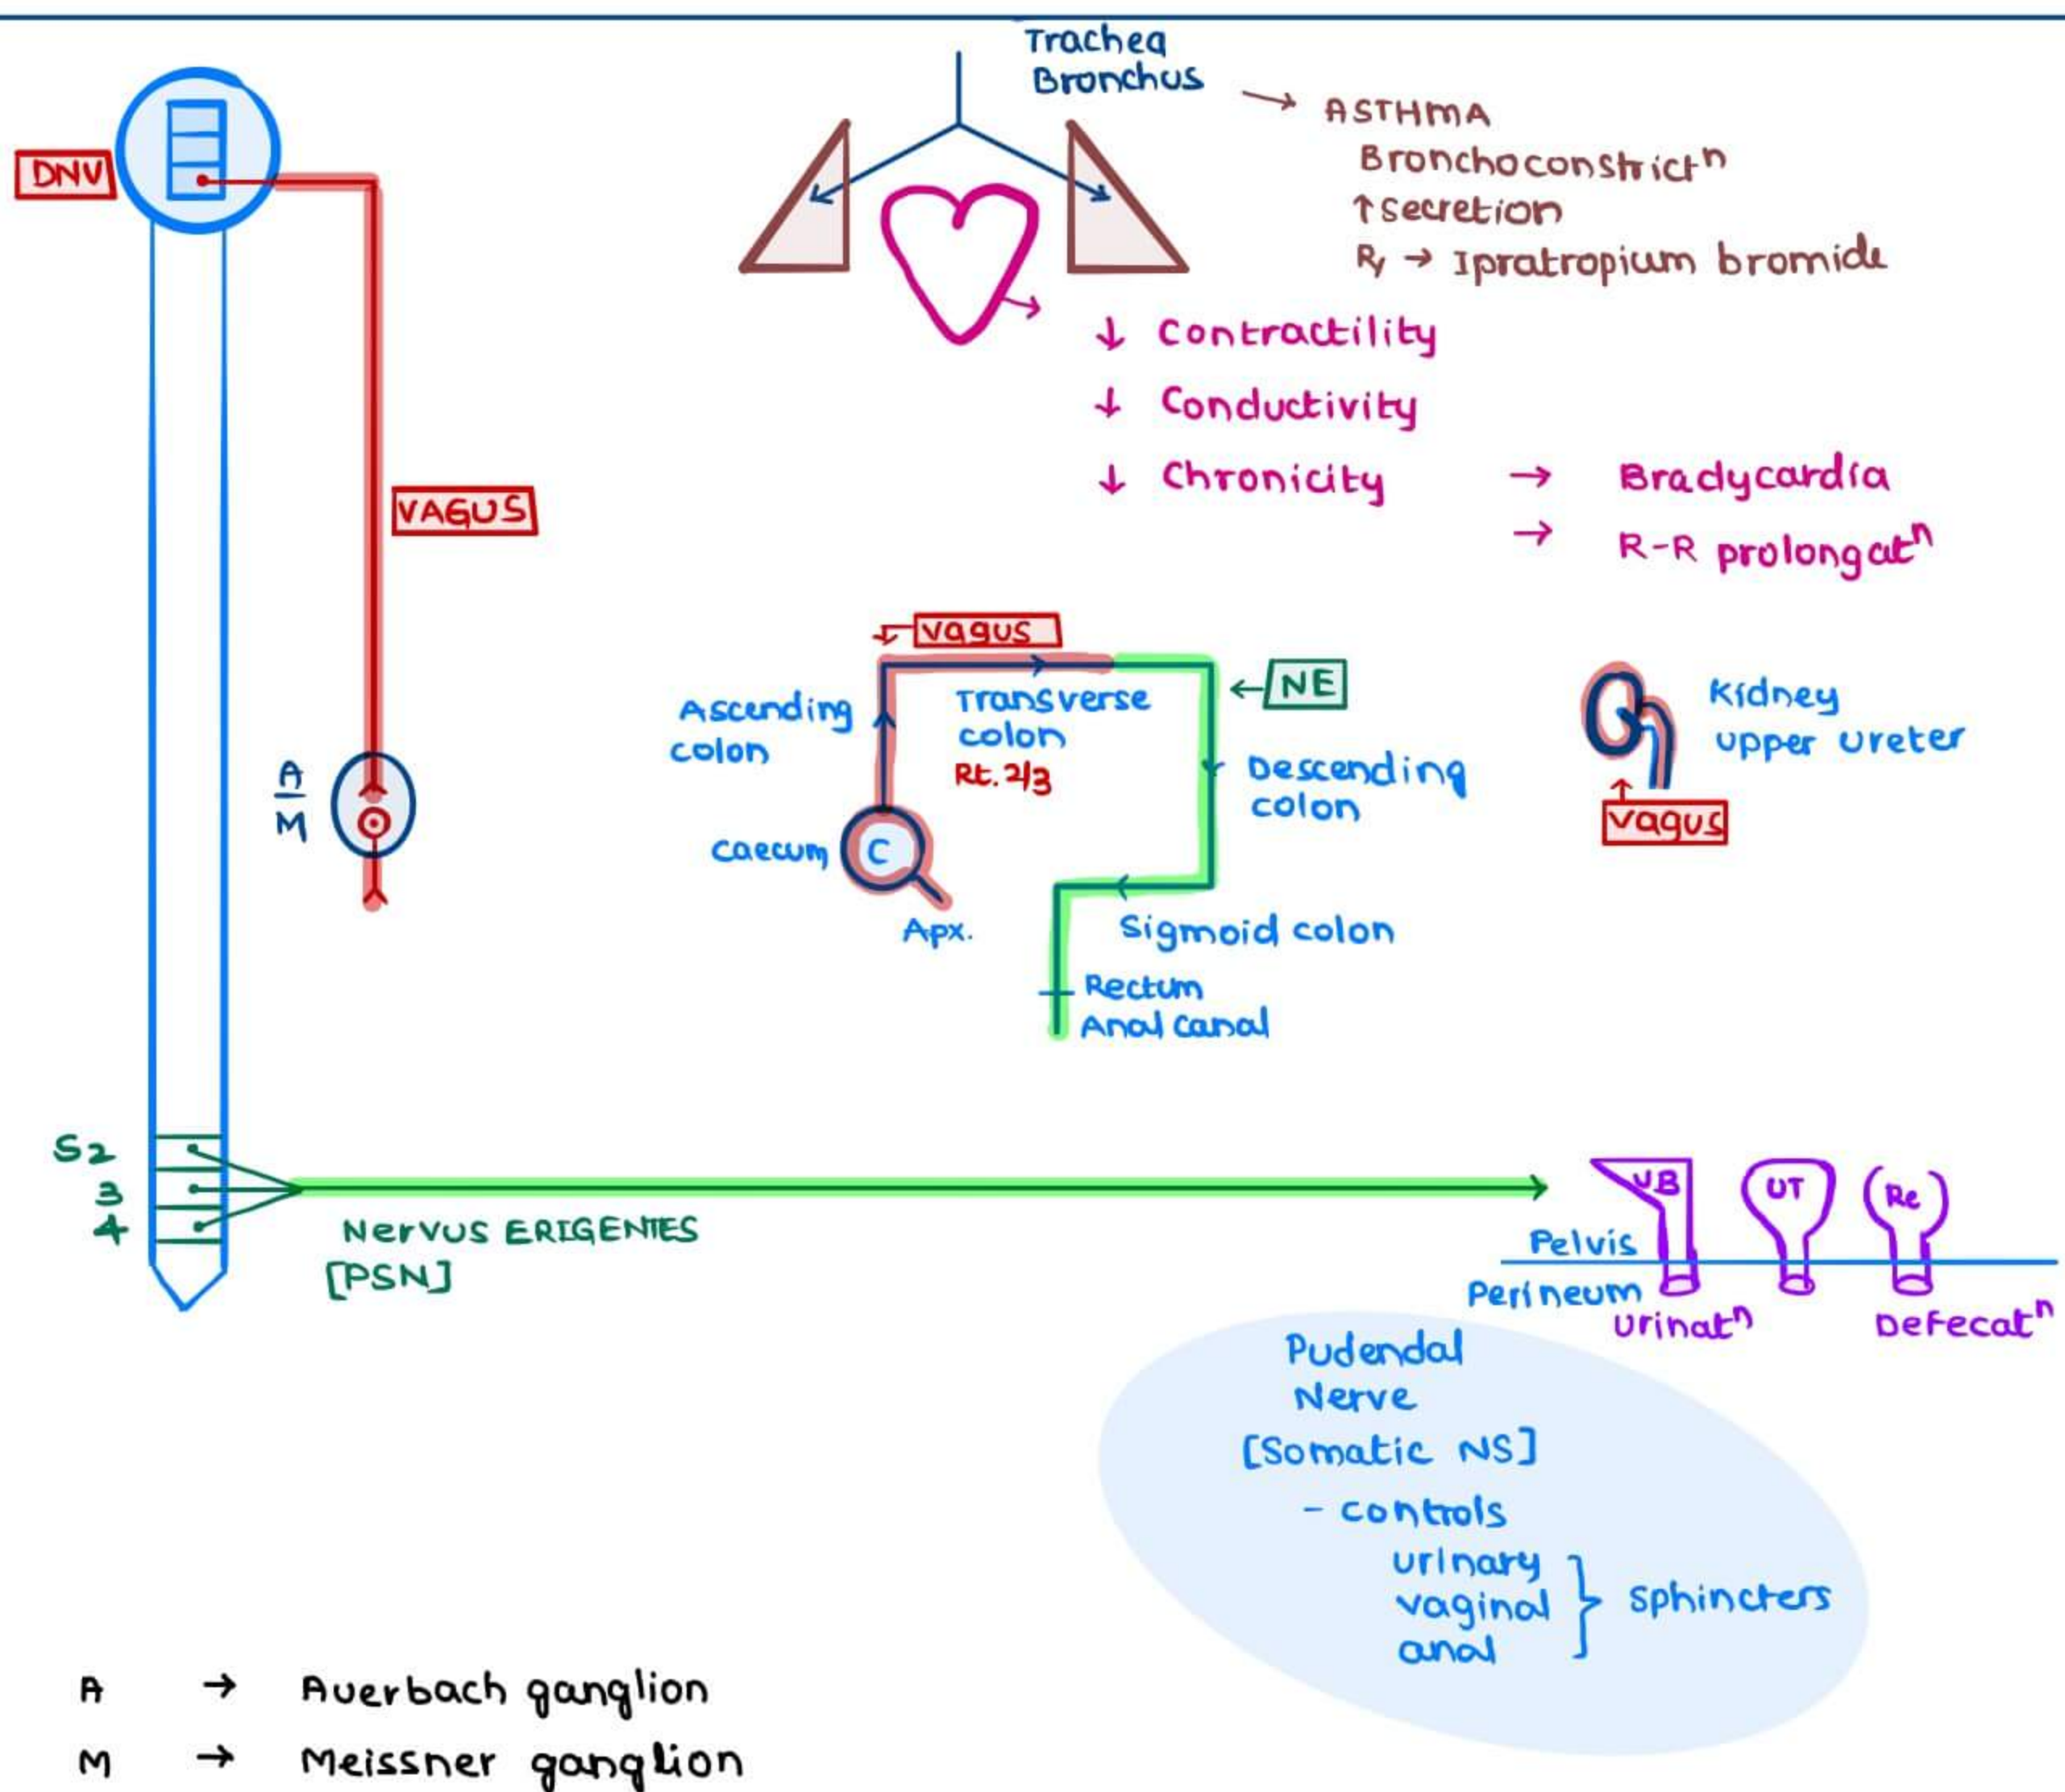 Trachea
Bronchus
→ ASTHMA
Bronchoconstrictⁿ
↑ secretion
Rₓ → Ipratropium bromide
DNV
↓ Contractility
↓ Conductivity
↓ Chronicity → Bradycardia
→ R-R prolongatⁿ
VAGUS
Vagus
NE
Ascending
colon
Transverse
colon
Rt. 2/3
Descending
colon
Kidney
upper ureter
Vagus
A
M
Caecum
C
Apx.
Sigmoid colon
Rectum
Anal canal
S2
3
4
Nervus ERIGENTES
[PSN]
UB
UT
Re
Pelvis
Perineum
Urinatⁿ
Defecatⁿ
Pudendal
Nerve
[Somatic NS]
- controls
urinary
vaginal
anal
} sphincters
A → Auerbach ganglion
M → Meissner ganglion